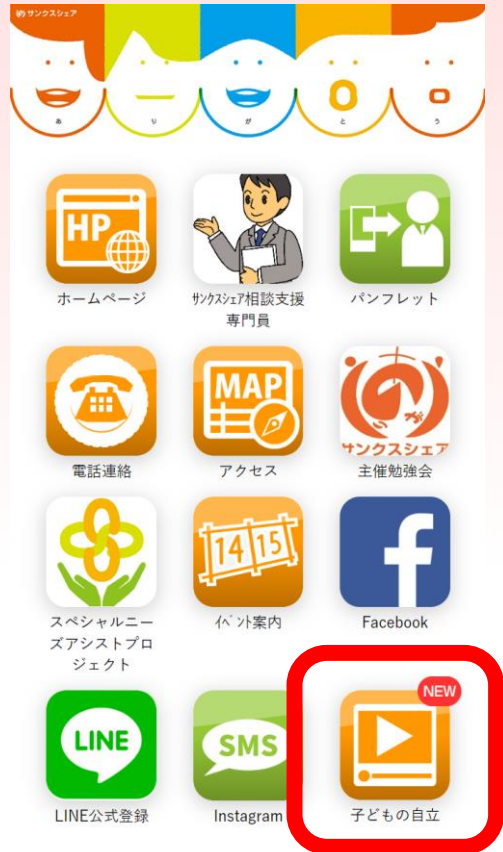 サンクスシェア
あ り が と う
HP
ホームページ
サンクスシェア相談支援
専門員
パンフレット
電話連絡
MAP
アクセス
ありがとう
サンクスシェア
主催勉強会
スペシャルニー
ズアシストプロ
ジェクト
14 15
イベント案内
f
Facebook
LINE
LINE公式登録
SMS
Instagram
NEW
子どもの自立